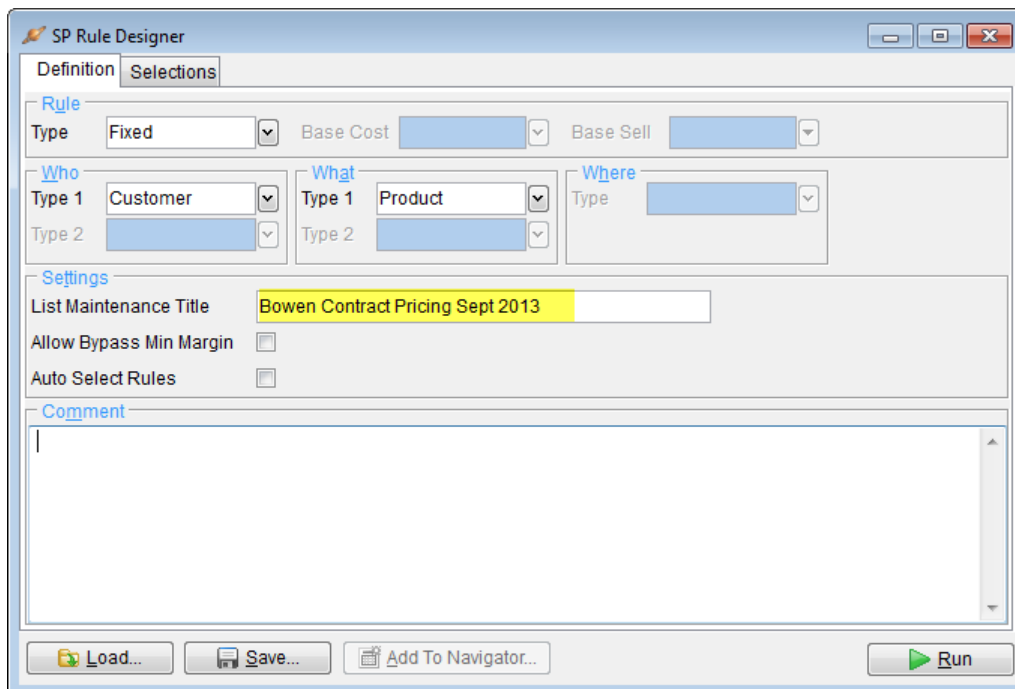 SP Rule Designer
Definition Selections
Rule
Type Fixed Base Cost Base Sell
Who What Where
Type 1 Customer Type 1 Product Type
Type 2 Type 2
Settings
List Maintenance Title Bowen Contract Pricing Sept 2013
Allow Bypass Min Margin
Auto Select Rules
Comment
Load... Save... Add To Navigator... Run